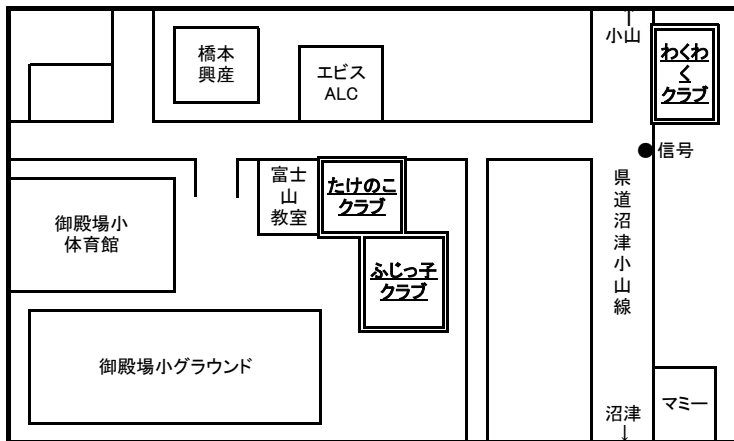 ↑
小山
わくわ
く
クラブ
橋本
興産
エビス
ALC
●信号
富士
山
教室
たけのこ
クラブ
県道沼津小山線
御殿場小
体育館
ふじっ子
クラブ
御殿場小グラウンド
マミー
沼津
↓